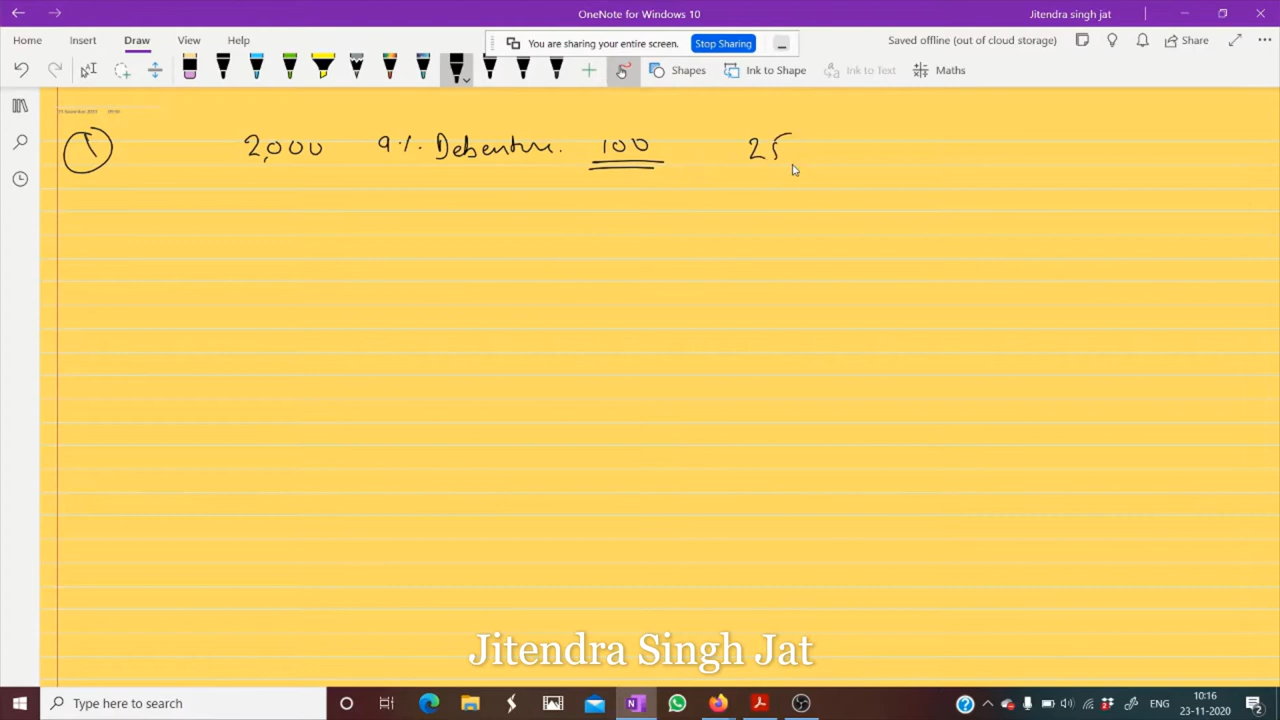 OneNote for Windows 10
Jitendra singh jat
Home Insert Draw View Help
You are sharing your entire screen. Stop Sharing
Saved offline (out of cloud storage)
Share
Shapes
Ink to Shape
Ink to Text
Maths
1 2,000 9% Debenture. 100 25
Jitendra Singh Jat
Type here to search
ENG
10:16
23-11-2020
2